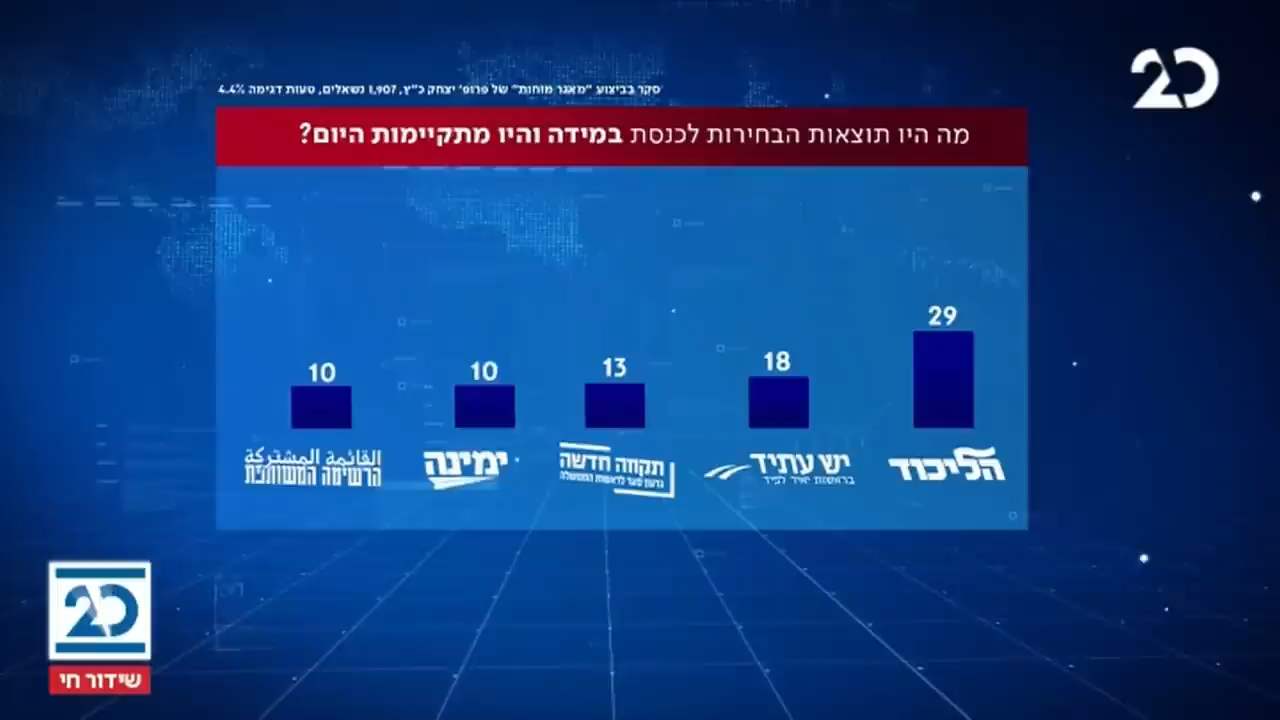 20
סקר בביצוע "מאגר מוחות" של פרופ' יצחק כ"ץ, 1,907 נשאלים, טעות דגימה 4.4%
מה היו תוצאות הבחירות לכנסת במידה והיו מתקיימות היום?
29
18
13
10
10
הליכוד
יש עתיד
בראשות יאיר לפיד
תקווה חדשה
גדעון סער לראשות הממשלה
ימינה
القائمة المشتركة
הרשימה המשותפת
20
שידור חי